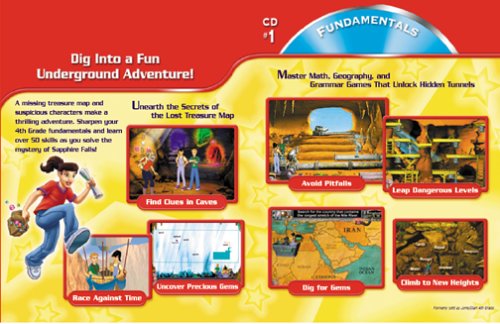 CD
#1
FUNDAMENTALS
Dig Into a Fun
Underground Adventure!
A missing treasure map and
suspicious characters make a
thrilling adventure. Sharpen your
4th Grade fundamentals and learn
over 50 skills as you solve the
mystery of Sapphire Falls!
Unearth the Secrets of
the Lost Treasure Map
Find Clues in Caves
Race Against Time
Uncover Precious Gems
Master Math, Geography, and
Grammar Games That Unlock Hidden Tunnels
Avoid Pitfalls
Leap Dangerous Levels
Search for the country that contains
the longest stretch of the Nile River
IRAN
INDIAN
OCEAN
Dig for Gems
Climb to New Heights